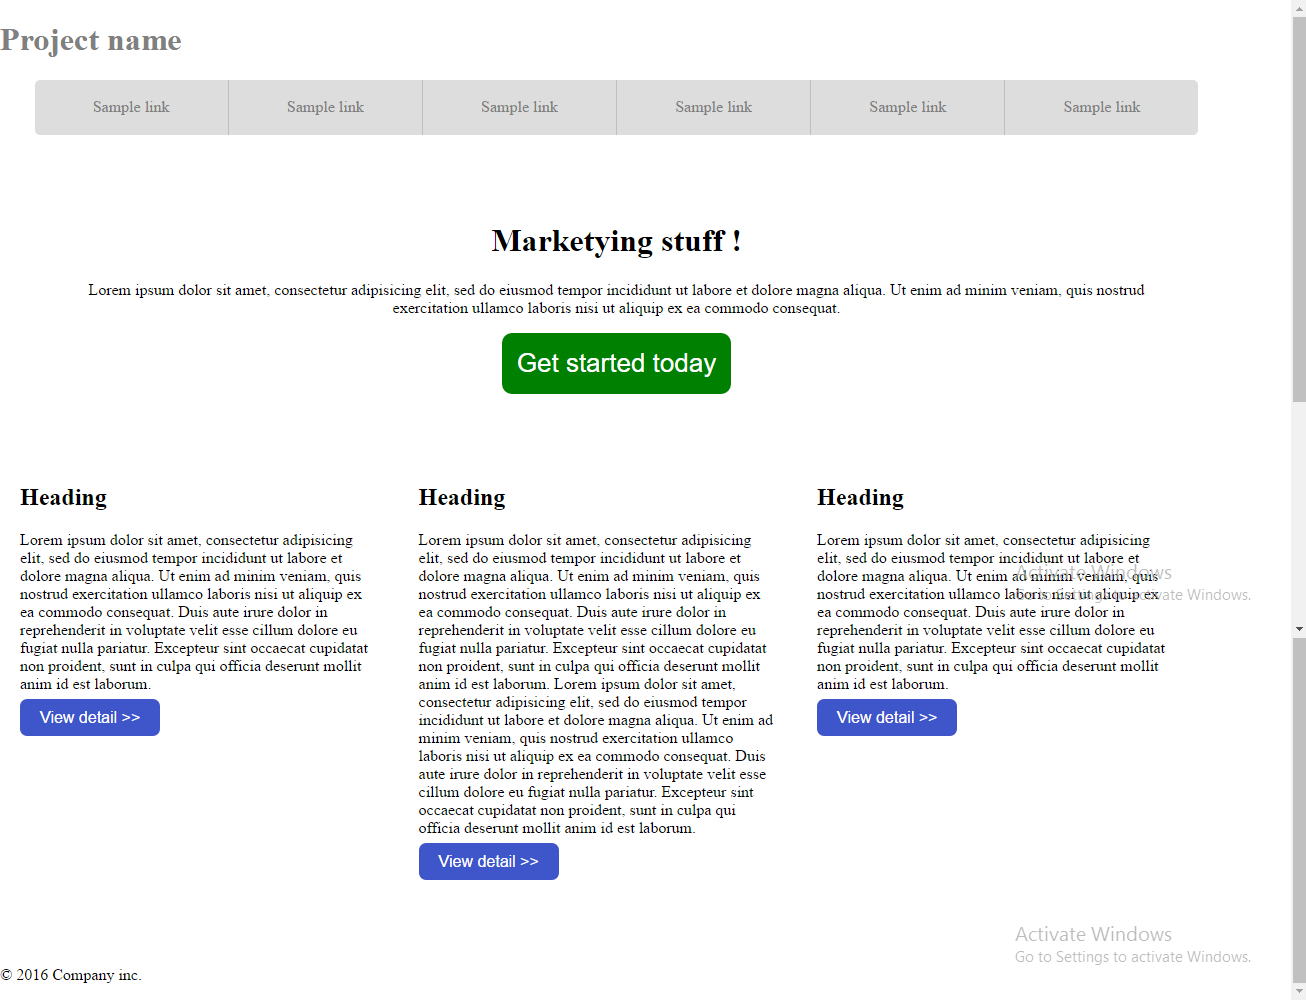 Project name
Sample link Sample link Sample link Sample link Sample link Sample link
Marketying stuff !
Lorem ipsum dolor sit amet, consectetur adipisicing elit, sed do eiusmod tempor incididunt ut labore et dolore magna aliqua. Ut enim ad minim veniam, quis nostrud
exercitation ullamco laboris nisi ut aliquip ex ea commodo consequat.
Get started today
Heading
Lorem ipsum dolor sit amet, consectetur adipisicing
elit, sed do eiusmod tempor incididunt ut labore et
dolore magna aliqua. Ut enim ad minim veniam, quis
nostrud exercitation ullamco laboris nisi ut aliquip ex
ea commodo consequat. Duis aute irure dolor in
reprehenderit in voluptate velit esse cillum dolore eu
fugiat nulla pariatur. Excepteur sint occaecat cupidatat
non proident, sunt in culpa qui officia deserunt mollit
anim id est laborum.
View detail >>
Heading
Lorem ipsum dolor sit amet, consectetur adipisicing
elit, sed do eiusmod tempor incididunt ut labore et
dolore magna aliqua. Ut enim ad minim veniam, quis
nostrud exercitation ullamco laboris nisi ut aliquip ex
ea commodo consequat. Duis aute irure dolor in
reprehenderit in voluptate velit esse cillum dolore eu
fugiat nulla pariatur. Excepteur sint occaecat cupidatat
non proident, sunt in culpa qui officia deserunt mollit
anim id est laborum. Lorem ipsum dolor sit amet,
consectetur adipisicing elit, sed do eiusmod tempor
incididunt ut labore et dolore magna aliqua. Ut enim ad
minim veniam, quis nostrud exercitation ullamco
laboris nisi ut aliquip ex ea commodo consequat. Duis
aute irure dolor in reprehenderit in voluptate velit esse
cillum dolore eu fugiat nulla pariatur. Excepteur sint
occaecat cupidatat non proident, sunt in culpa qui
officia deserunt mollit anim id est laborum.
View detail >>
Heading
Lorem ipsum dolor sit amet, consectetur adipisicing
elit, sed do eiusmod tempor incididunt ut labore et
dolore magna aliqua. Ut enim ad minim veniam, quis
nostrud exercitation ullamco laboris nisi ut aliquip ex
ea commodo consequat. Duis aute irure dolor in
reprehenderit in voluptate velit esse cillum dolore eu
fugiat nulla pariatur. Excepteur sint occaecat cupidatat
non proident, sunt in culpa qui officia deserunt mollit
anim id est laborum.
View detail >>
Activate Windows
Go to Settings to activate Windows.
Activate Windows
Go to Settings to activate Windows.
© 2016 Company inc.